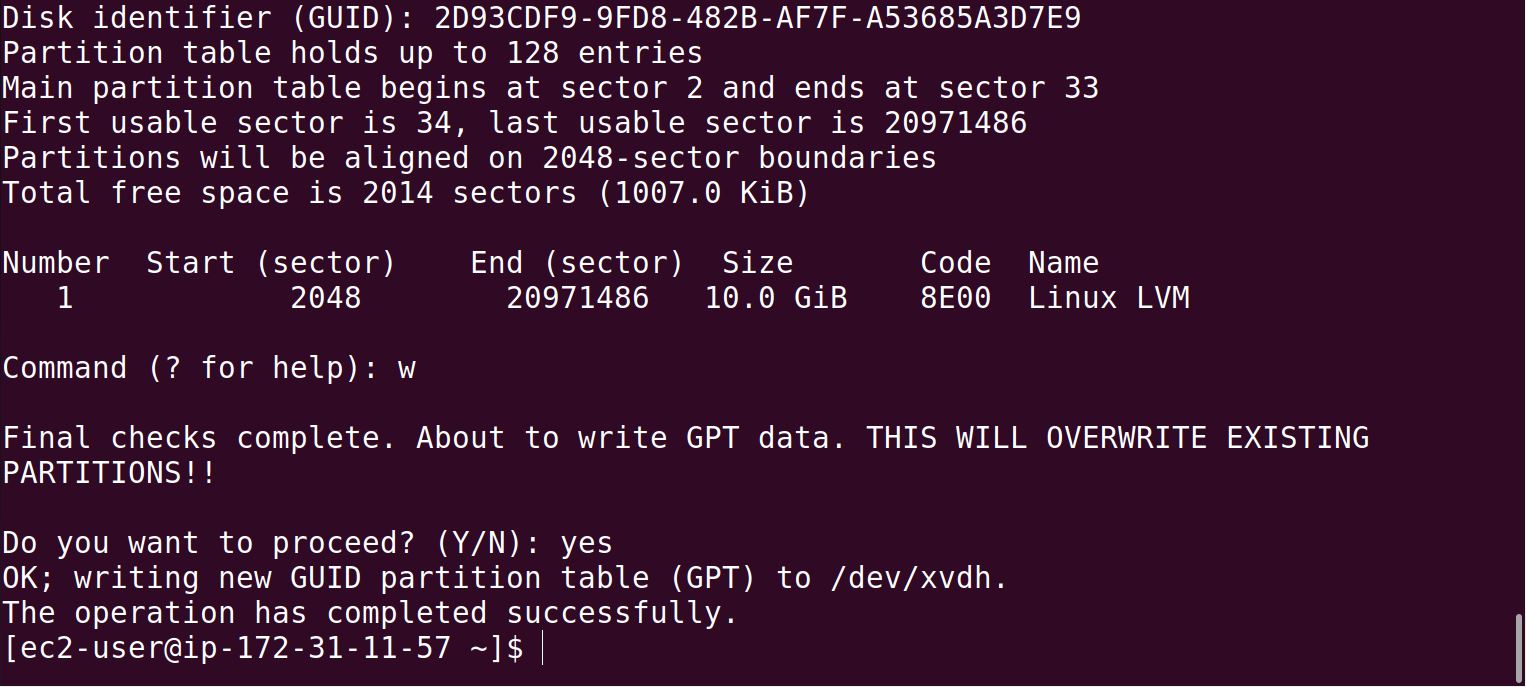 Disk identifier (GUID): 2D93CDF9-9FD8-482B-AF7F-A53685A3D7E9
Partition table holds up to 128 entries
Main partition table begins at sector 2 and ends at sector 33
First usable sector is 34, last usable sector is 20971486
Partitions will be aligned on 2048-sector boundaries
Total free space is 2014 sectors (1007.0 KiB)
Number  Start (sector)    End (sector)  Size       Code  Name
   1            2048        20971486   10.0 GiB    8E00  Linux LVM
Command (? for help): w
Final checks complete. About to write GPT data. THIS WILL OVERWRITE EXISTING
PARTITIONS!!
Do you want to proceed? (Y/N): yes
OK; writing new GUID partition table (GPT) to /dev/xvdh.
The operation has completed successfully.
[ec2-user@ip-172-31-11-57 ~]$